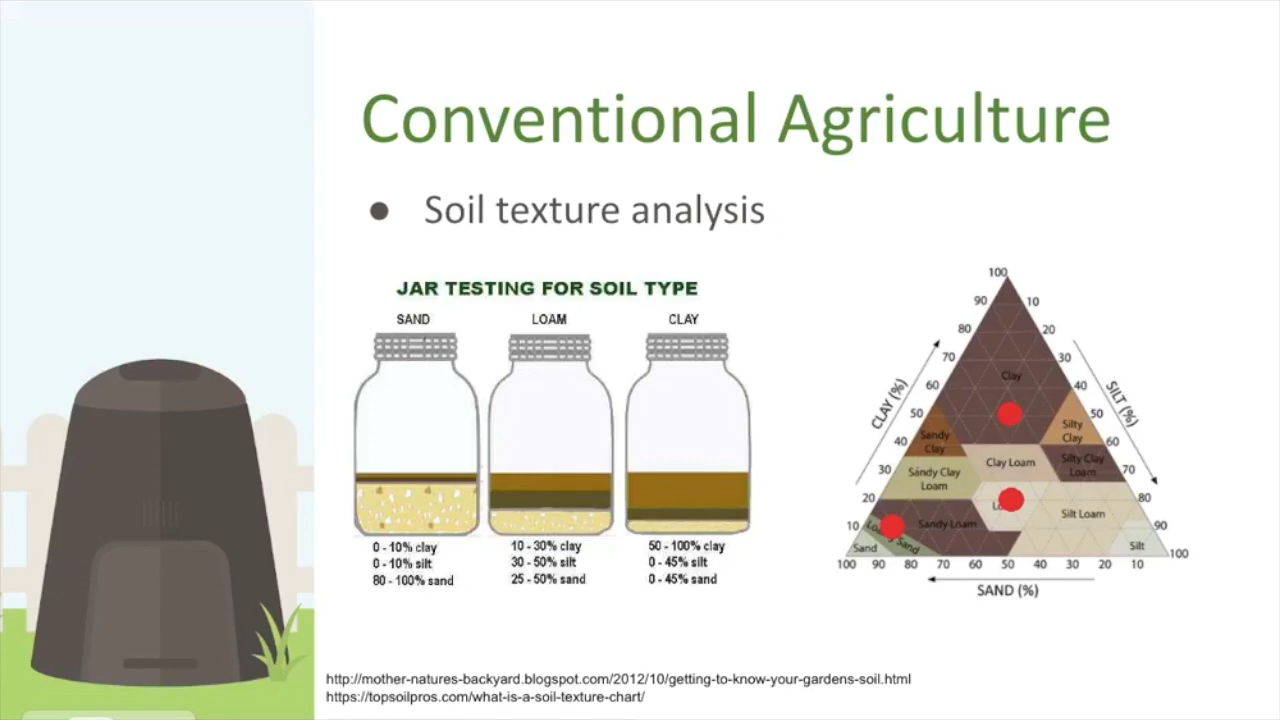 Conventional Agriculture
● Soil texture analysis
JAR TESTING FOR SOIL TYPE
SAND LOAM CLAY
0 - 10% clay
0 - 10% silt
80 - 100% sand
10 - 30% clay
30 - 50% silt
25 - 50% sand
50 - 100% clay
0 - 45% silt
0 - 45% sand
100
90 10
80 20
70 30
60 40
50 50
40 60
30 70
20 80
10 90
100
CLAY (%)
SILT (%)
Clay
Silty
Clay
Sandy
Clay
Clay Loam
Silty Clay
Loam
Sandy Clay
Loam
Silt Loam
Sandy Loam
Sand
Sand
Silt
100 90 80 70 60 50 40 30 20 10
SAND (%)
http://mother-natures-backyard.blogspot.com/2012/10/getting-to-know-your-gardens-soil.html
https://topsoilpros.com/what-is-a-soil-texture-chart/